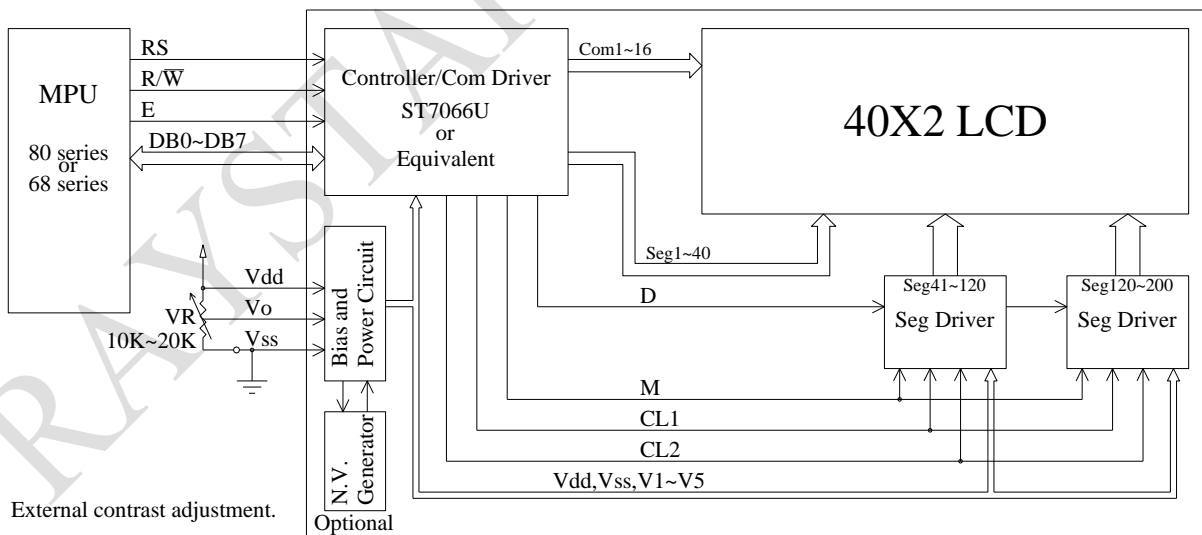 RS
R/W̅
E
DB0~DB7
MPU
80 series
or
68 series
Controller/Com Driver
ST7066U
or
Equivalent
Com1~16
40X2 LCD
Seg1~40
D
Seg41~120
Seg Driver
Seg120~200
Seg Driver
Vdd
Vo
Vss
VR
10K~20K
Bias and
Power Circuit
M
CL1
CL2
Vdd,Vss,V1~V5
N.V.
Generator
Optional
External contrast adjustment.
RAYSTA